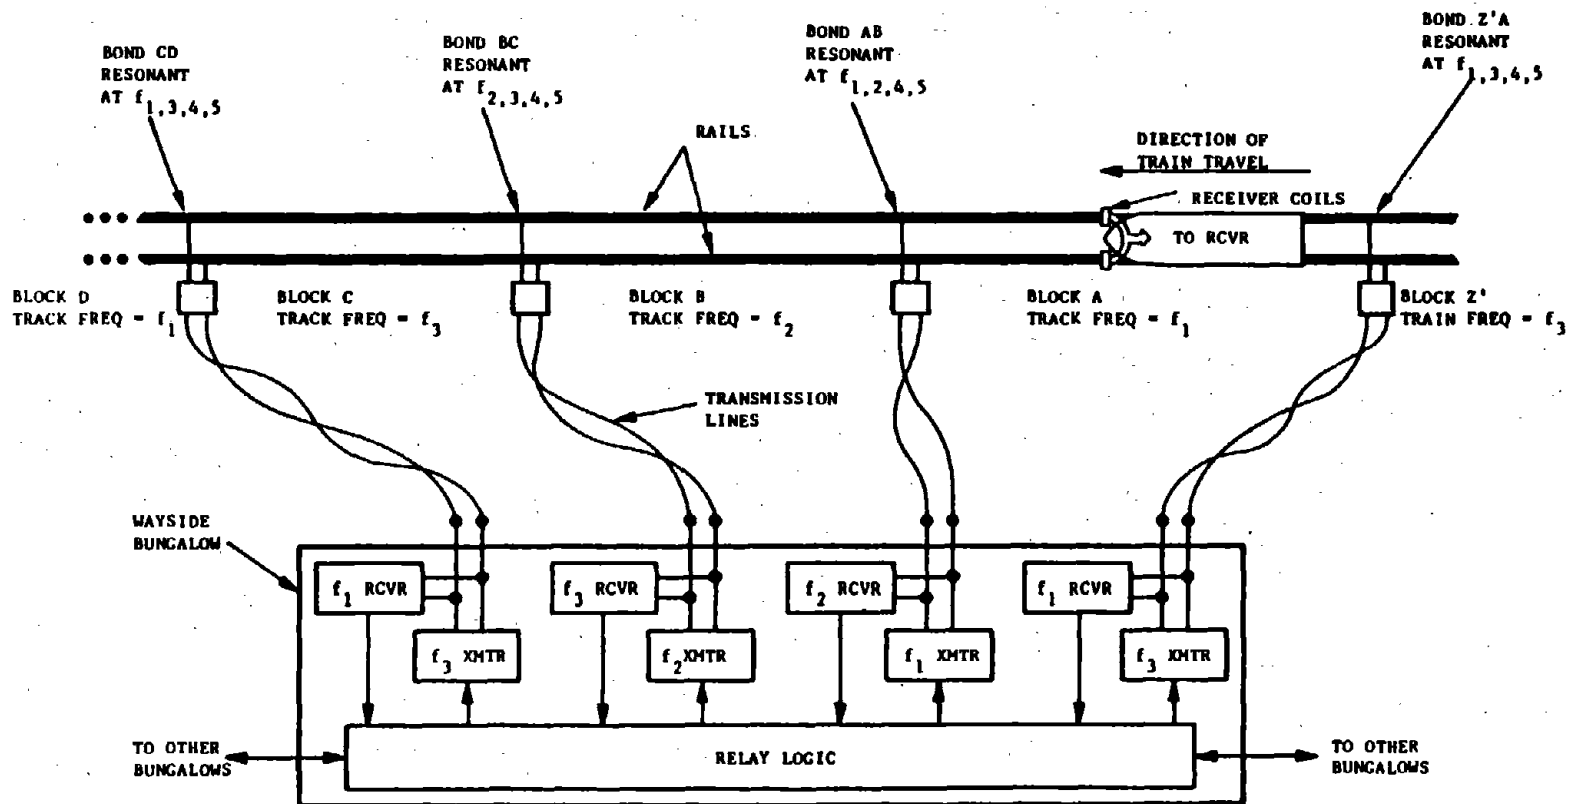 BOND CD
RESONANT
AT f1,3,4,5
BOND BC
RESONANT
AT f2,3,4,5
BOND AB
RESONANT
AT f1,2,4,5
BOND Z'A
RESONANT
AT f1,3,4,5
RAILS
DIRECTION OF
TRAIN TRAVEL
RECEIVER COILS
TO RCVR
BLOCK D
TRACK FREQ = f1
BLOCK C
TRACK FREQ = f3
BLOCK B
TRACK FREQ = f2
BLOCK A
TRACK FREQ = f1
BLOCK Z'
TRAIN FREQ = f3
TRANSMISSION
LINES
WAYSIDE
BUNGALOW
f1 RCVR
f3 RCVR
f2 RCVR
f1 RCVR
f3 XMTR
f2 XMTR
f1 XMTR
f3 XMTR
TO OTHER
BUNGALOWS
RELAY LOGIC
TO OTHER
BUNGALOWS